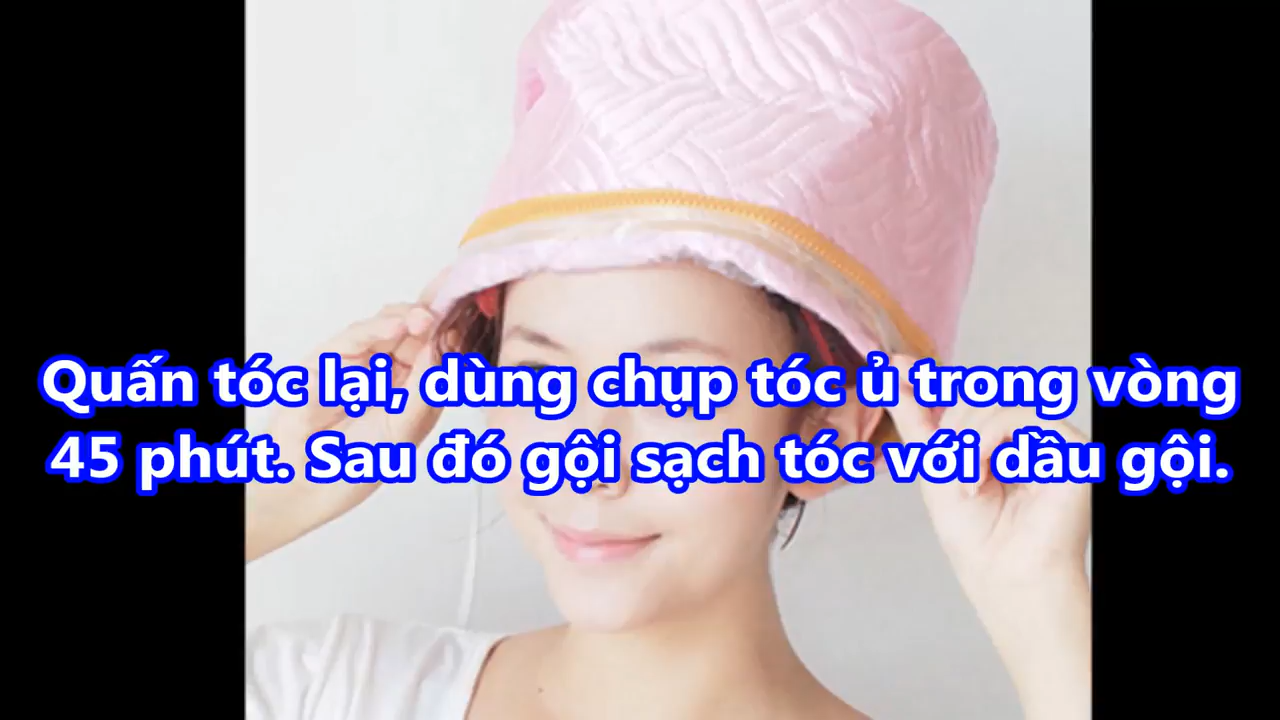 Quấn tóc lại, dùng chụp tóc ủ trong vòng
45 phút. Sau đó gội sạch tóc với dầu gội.